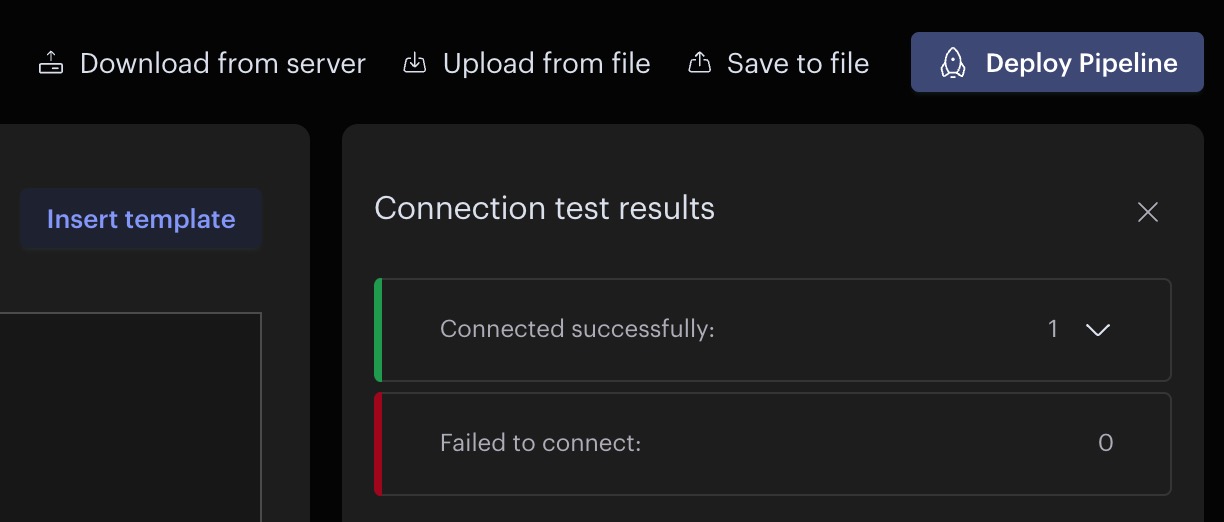 Download from server
Upload from file
Save to file
Deploy Pipeline
Insert template
Connection test results
Connected successfully: 1
Failed to connect: 0